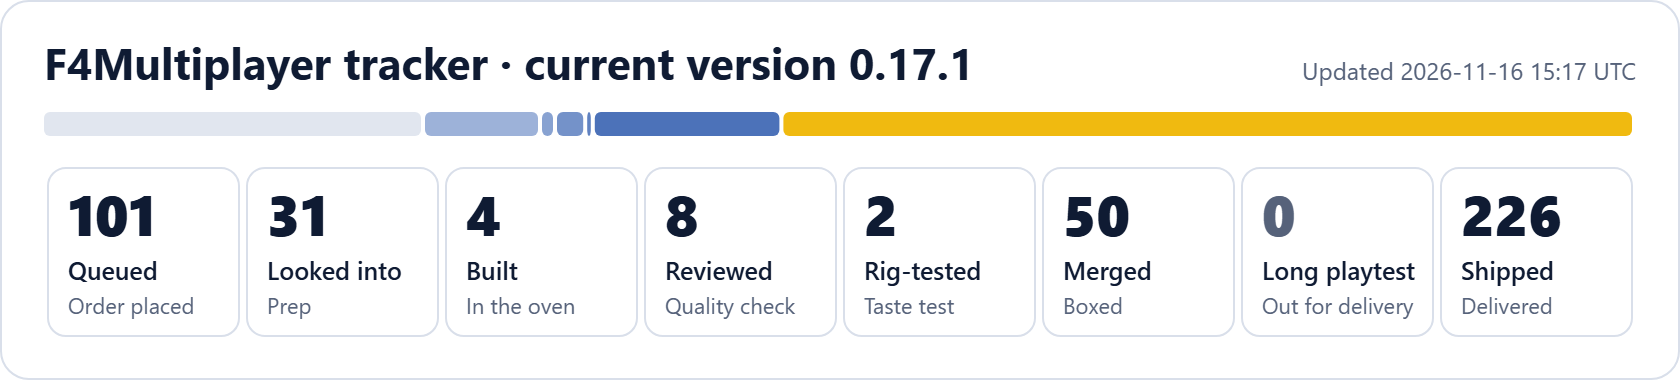 F4Multiplayer tracker · current version 0.17.1
Updated 2026-11-16 15:17 UTC
101
Queued
Order placed
31
Looked into
Prep
4
Built
In the oven
8
Reviewed
Quality check
2
Rig-tested
Taste test
50
Merged
Boxed
0
Long playtest
Out for delivery
226
Shipped
Delivered